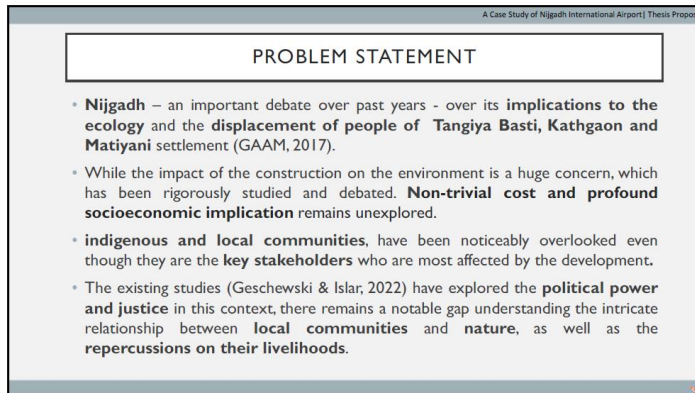 A Case Study of Nijgadh International Airport| Thesis Propos
PROBLEM STATEMENT
• Nijgadh – an important debate over past years - over its implications to the
ecology and the displacement of people of Tangiya Basti, Kathgaon and
Matiyani settlement (GAAM, 2017).
• While the impact of the construction on the environment is a huge concern, which
has been rigorously studied and debated. Non-trivial cost and profound
socioeconomic implication remains unexplored.
• indigenous and local communities, have been noticeably overlooked even
though they are the key stakeholders who are most affected by the development.
• The existing studies (Geschewski & Islar, 2022) have explored the political power
and justice in this context, there remains a notable gap understanding the intricate
relationship between local communities and nature, as well as the
repercussions on their livelihoods.